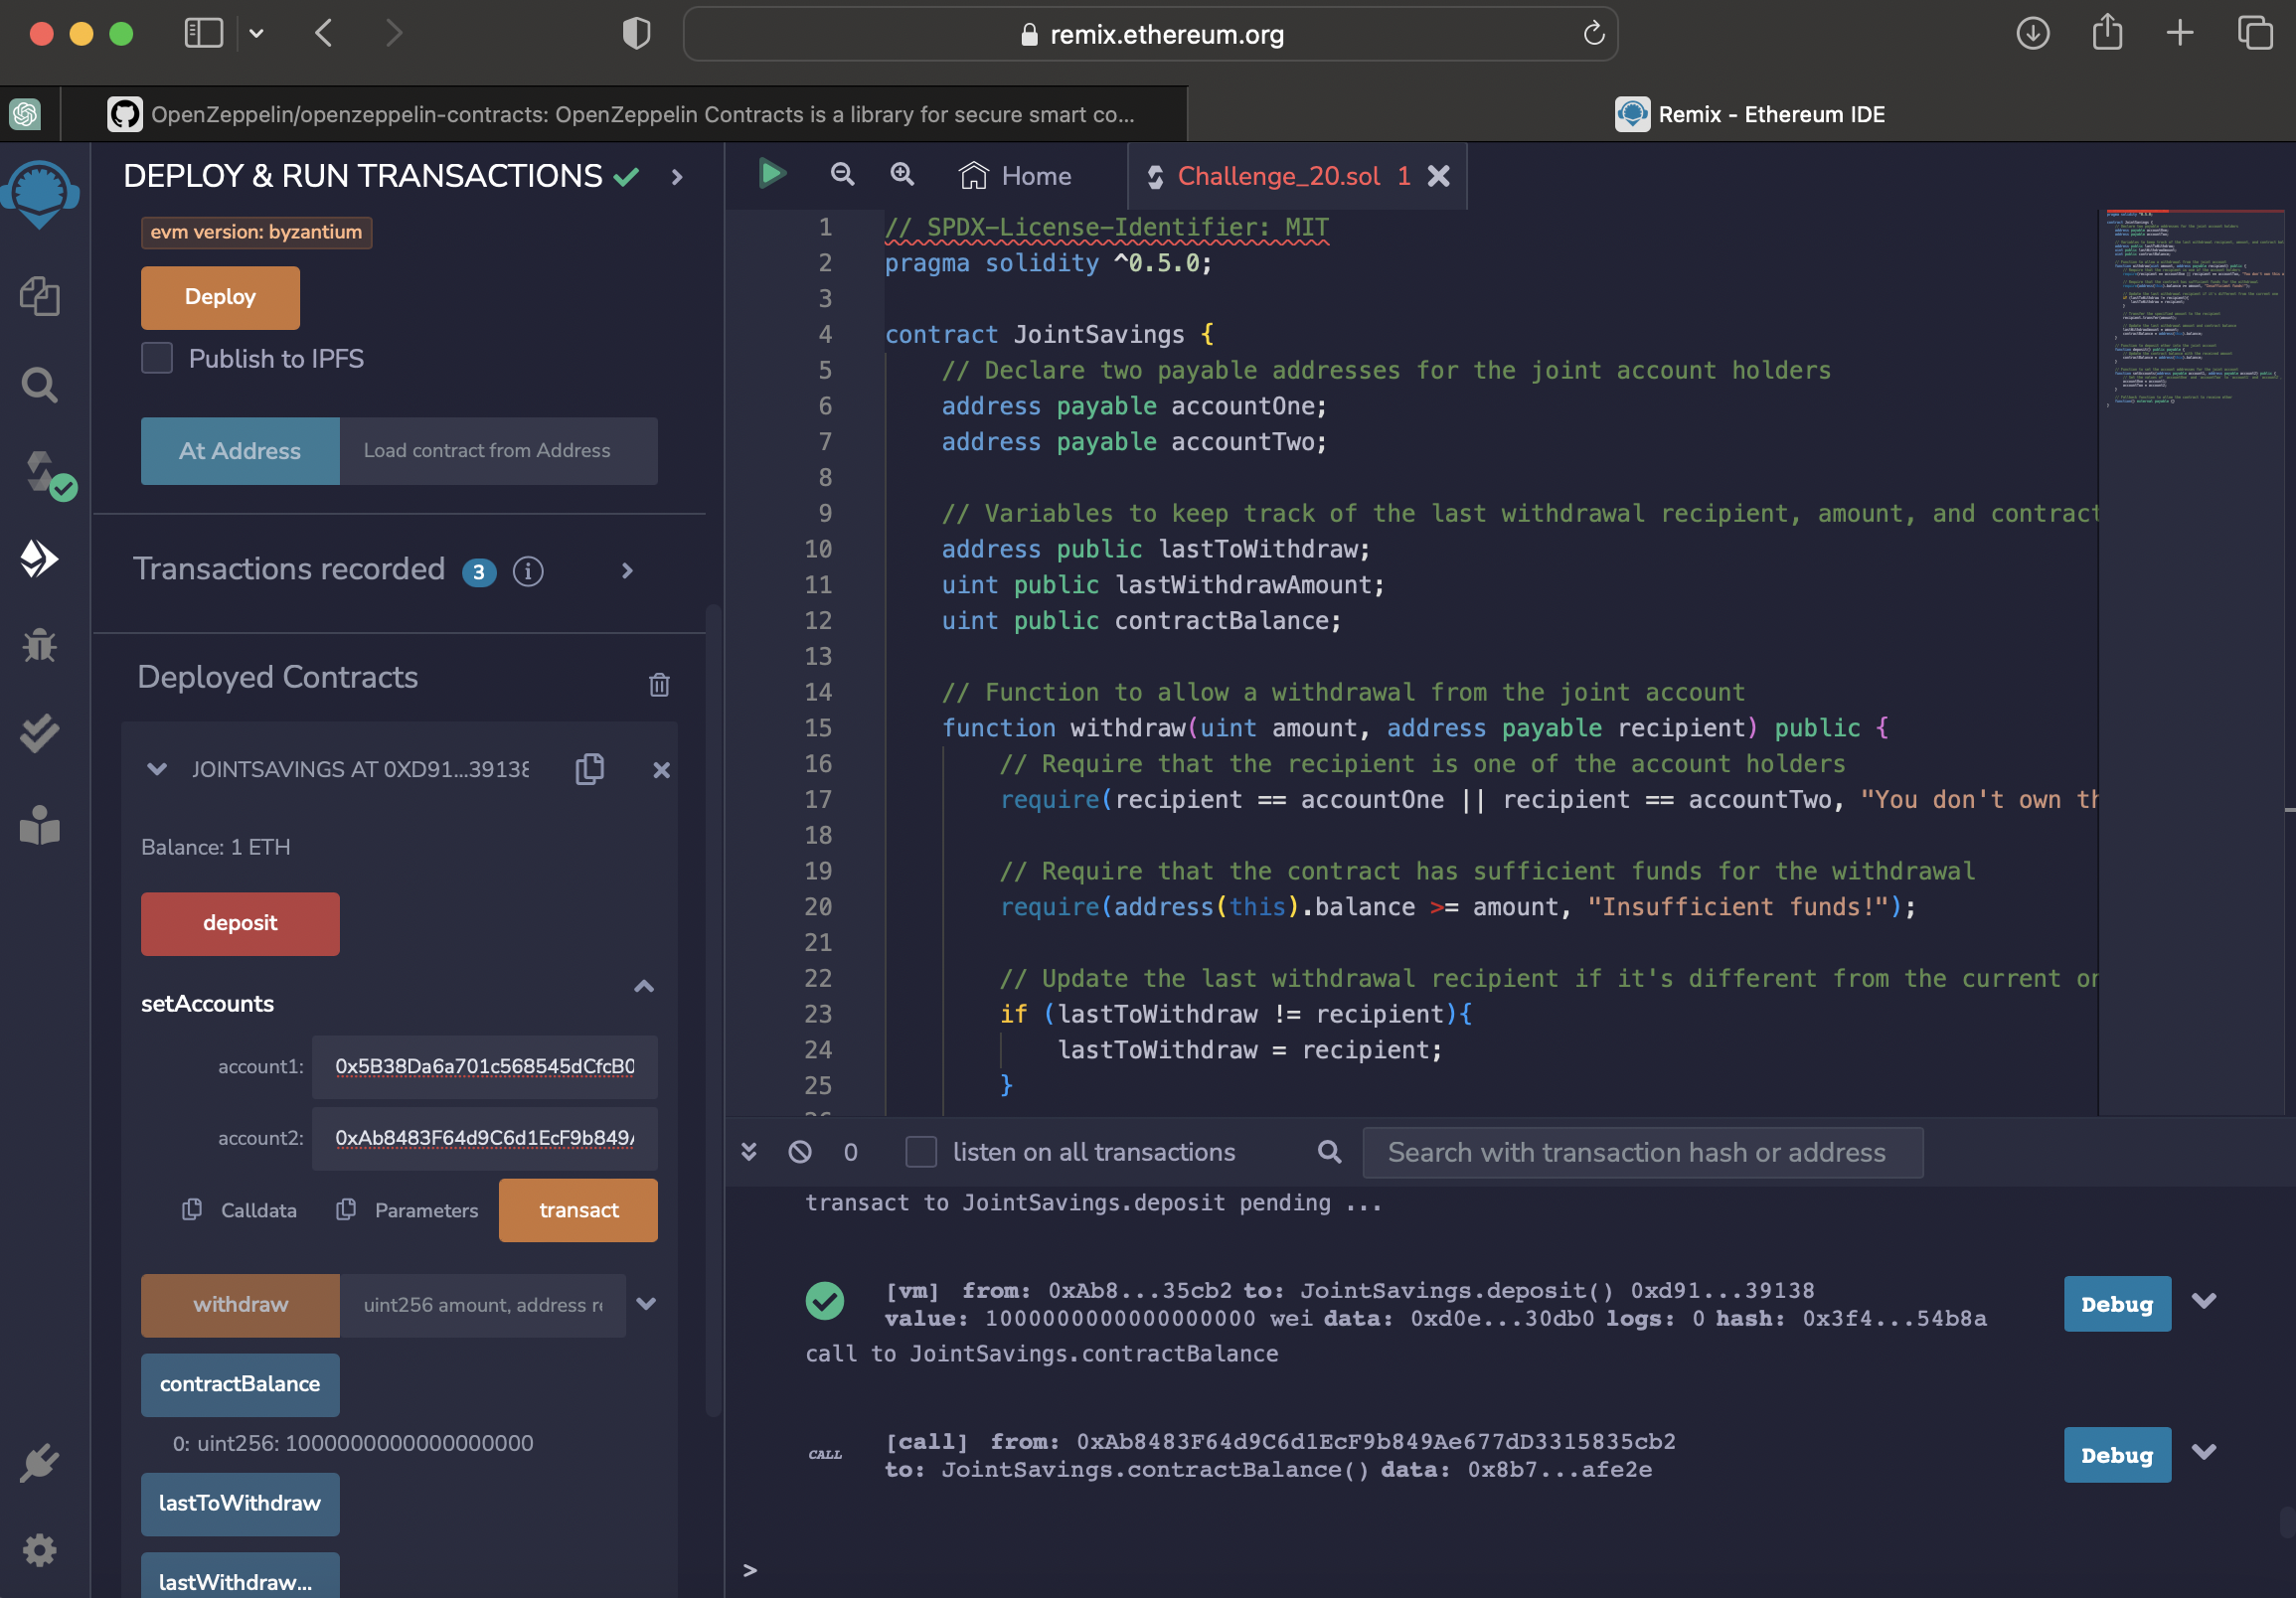 remix.ethereum.org
OpenZeppelin/openzeppelin-contracts: OpenZeppelin Contracts is a library for secure smart co...
Remix - Ethereum IDE
DEPLOY & RUN TRANSACTIONS
evm version: byzantium
Deploy
Publish to IPFS
At Address Load contract from Address
Transactions recorded 3 i
Deployed Contracts
JOINTSAVINGS AT 0XD91...39138
Balance: 1 ETH
deposit
setAccounts
account1: 0x5B38Da6a701c568545dCfcB0
account2: 0xAb8483F64d9C6d1EcF9b849A
Calldata Parameters transact
withdraw uint256 amount, address re
contractBalance
0: uint256: 1000000000000000000
lastToWithdraw
lastWithdraw...
Home
Challenge_20.sol 1
1 // SPDX-License-Identifier: MIT
2 pragma solidity ^0.5.0;
3
4 contract JointSavings {
5 // Declare two payable addresses for the joint account holders
6 address payable accountOne;
7 address payable accountTwo;
8
9 // Variables to keep track of the last withdrawal recipient, amount, and contract
10 address public lastToWithdraw;
11 uint public lastWithdrawAmount;
12 uint public contractBalance;
13
14 // Function to allow a withdrawal from the joint account
15 function withdraw(uint amount, address payable recipient) public {
16 // Require that the recipient is one of the account holders
17 require(recipient == accountOne || recipient == accountTwo, "You don't own th
18
19 // Require that the contract has sufficient funds for the withdrawal
20 require(address(this).balance >= amount, "Insufficient funds!");
21
22 // Update the last withdrawal recipient if it's different from the current on
23 if (lastToWithdraw != recipient){
24 lastToWithdraw = recipient;
25 }
0 listen on all transactions Search with transaction hash or address
transact to JointSavings.deposit pending ...
[vm] from: 0xAb8...35cb2 to: JointSavings.deposit() 0xd91...39138
value: 1000000000000000000 wei data: 0xd0e...30db0 logs: 0 hash: 0x3f4...54b8a
Debug
call to JointSavings.contractBalance
CALL [call] from: 0xAb8483F64d9C6d1EcF9b849Ae677dD3315835cb2
to: JointSavings.contractBalance() data: 0x8b7...afe2e
Debug
>